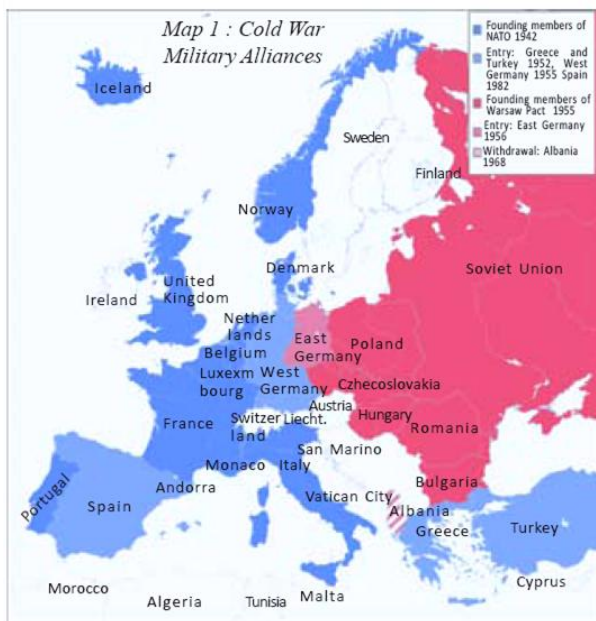 Map 1 : Cold War
Military Alliances
Founding members of
NATO 1942
Entry: Greece and
Turkey 1952, West
Germany 1955 Spain
1982
Founding members of
Warsaw Pact 1955
Entry: East Germany
1956
Withdrawal: Albania
1968
Iceland
Sweden
Finland
Norway
Soviet Union
Denmark
United
Kingdom
Ireland
Nether
lands
East
Germany
Poland
Belgium
Luxexm
bourg
West
Germany
Czhecoslovakia
Austria
Hungary
France
Switzer
land
Liecht.
Romania
San Marino
Monaco
Italy
Bulgaria
Andorra
Vatican City
Albania
Portugal
Spain
Greece
Turkey
Cyprus
Morocco
Algeria
Tunisia
Malta